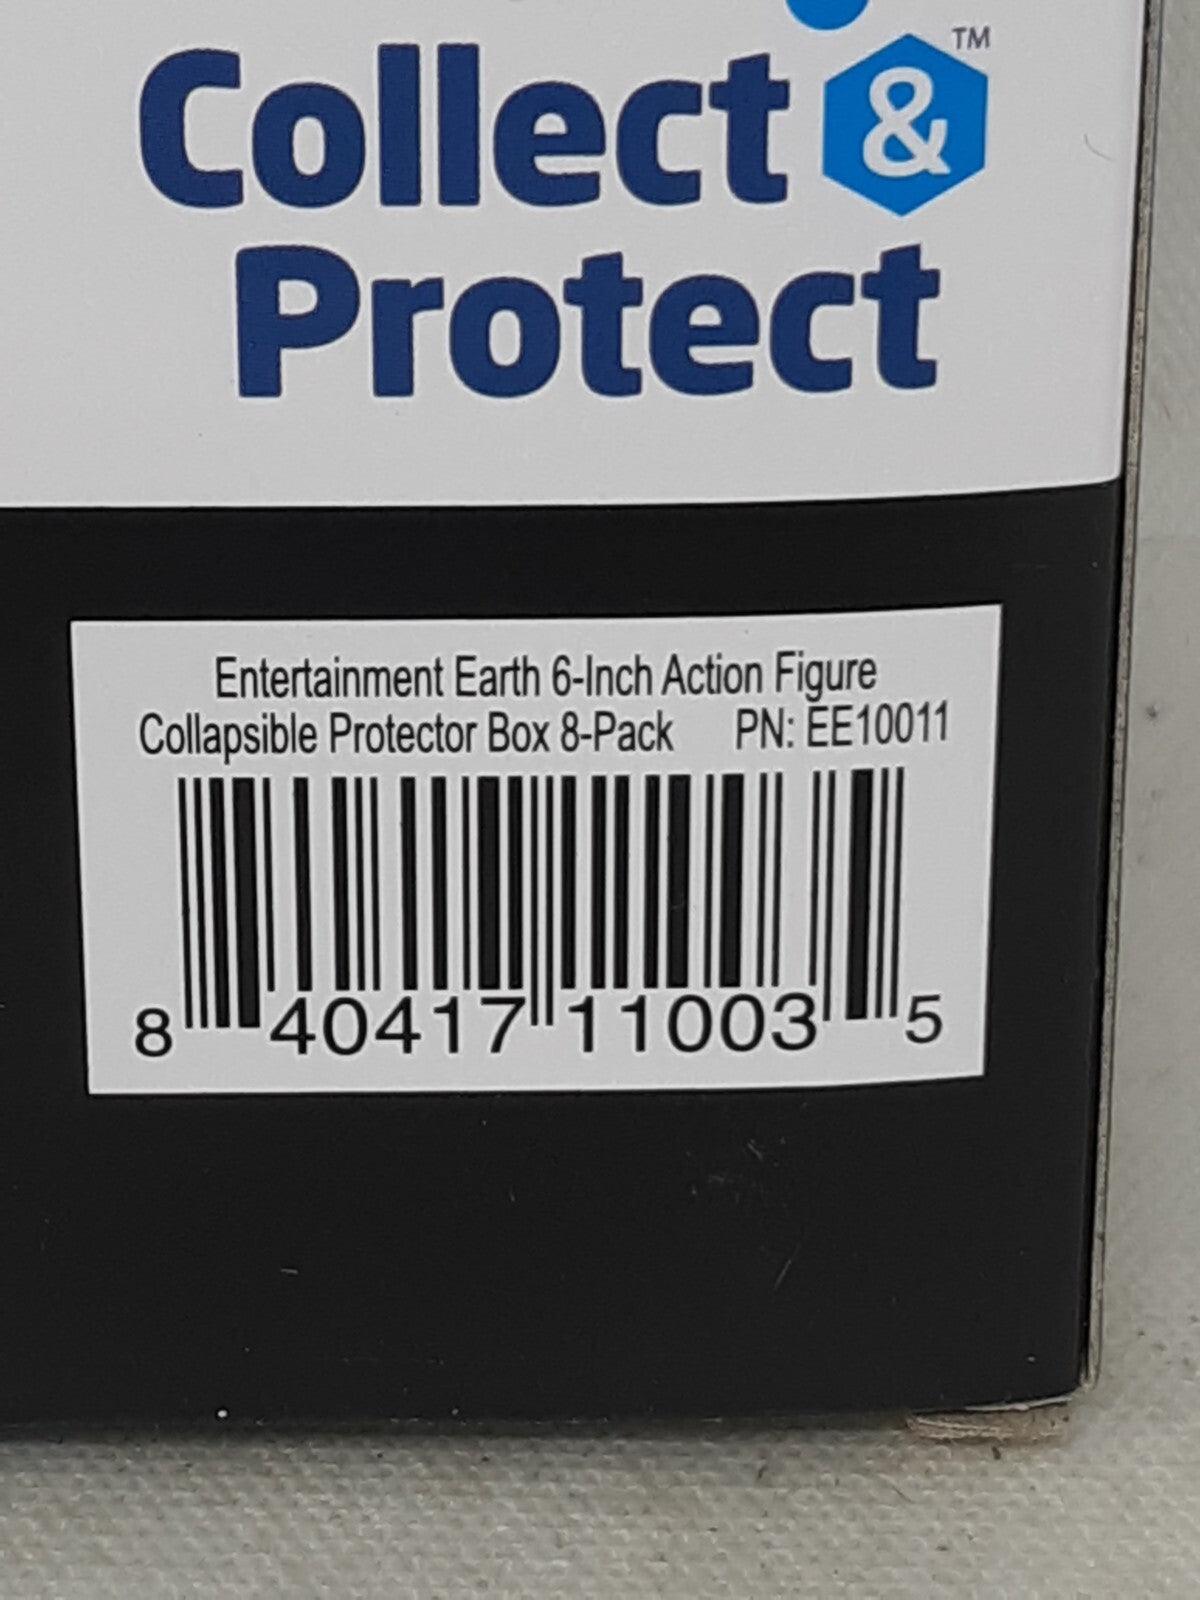 Collect & ™
Protect
Entertainment Earth 6-Inch Action Figure
Collapsible Protector Box 8-Pack PN: EE10011
8 40417 11003 5